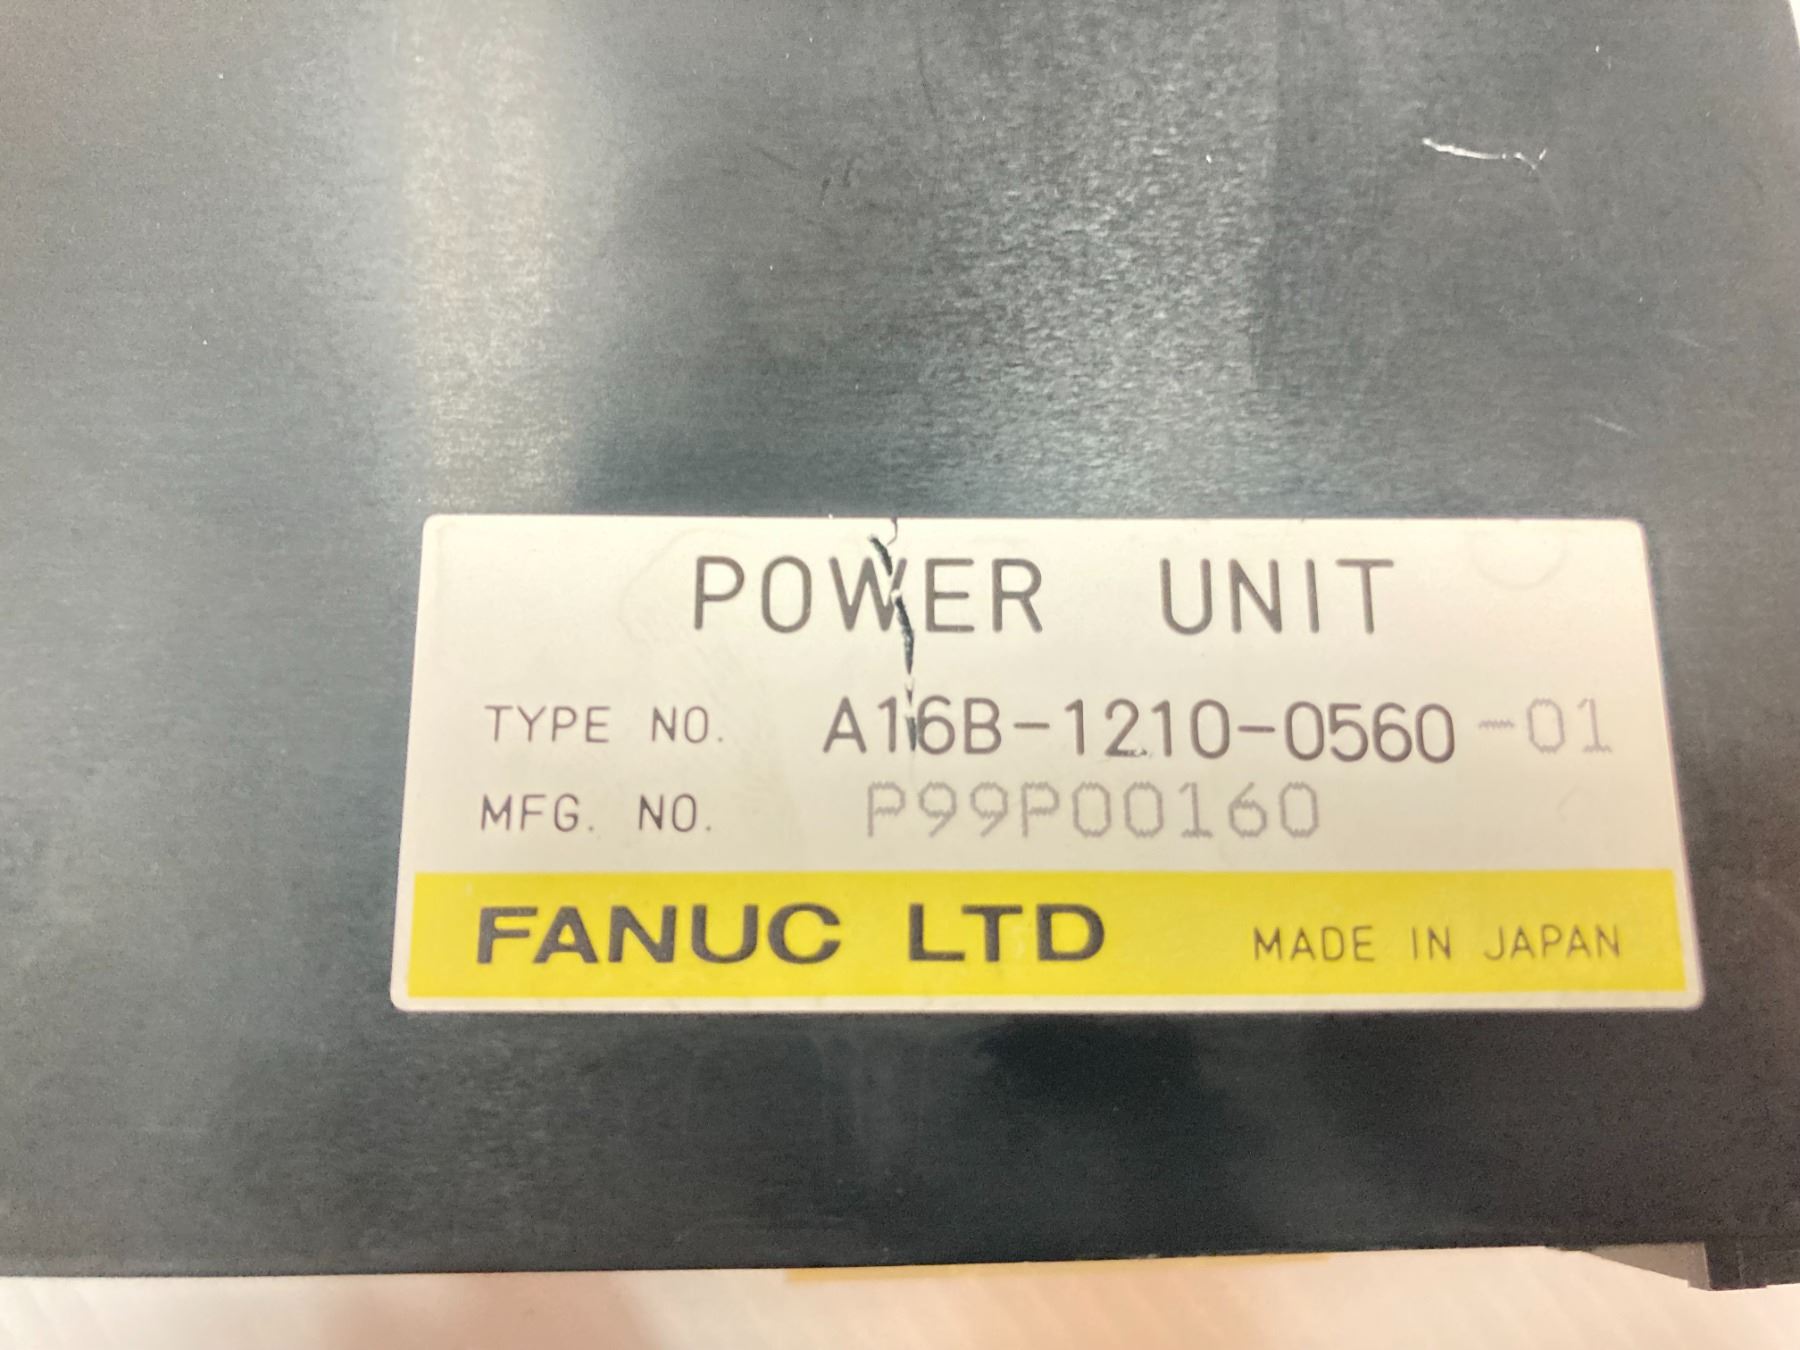 POWER UNIT
TYPE NO. A16B-1210-0560-01
MFG. NO. P99P00160
FANUC LTD MADE IN JAPAN